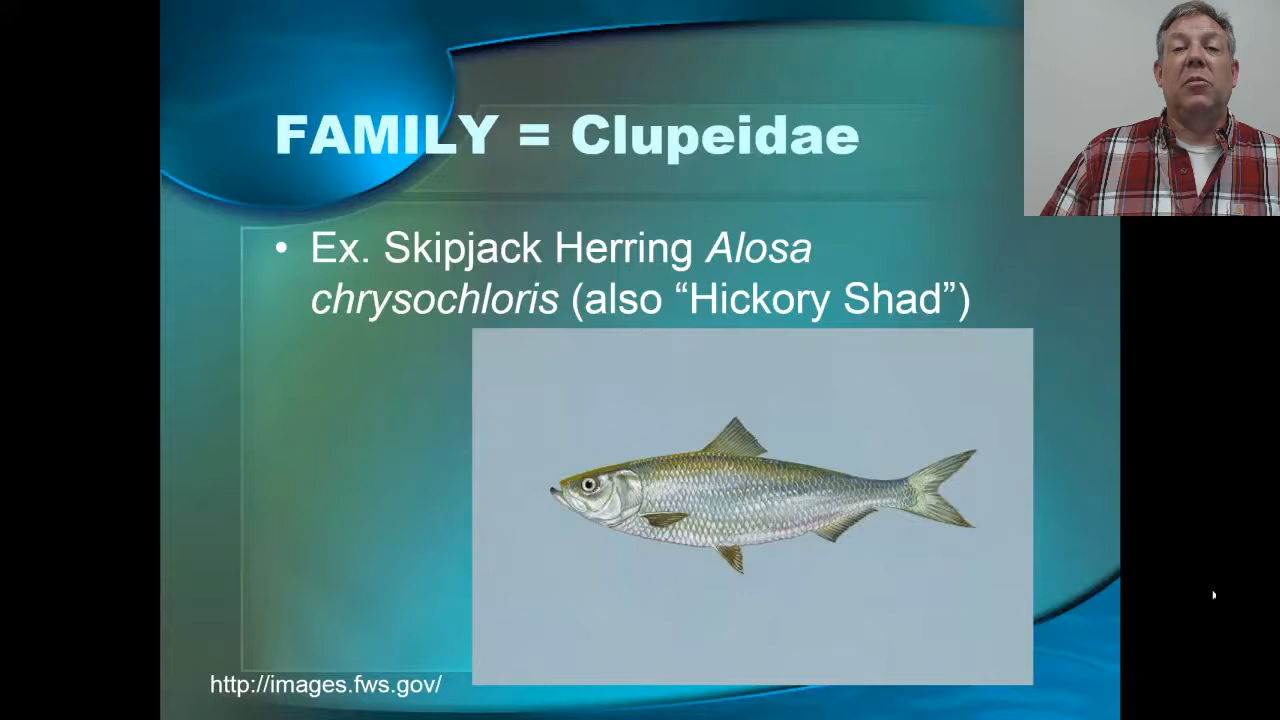 FAMILY = Clupeidae
• Ex. Skipjack Herring Alosa
chrysochloris (also “Hickory Shad”)
http://images.fws.gov/